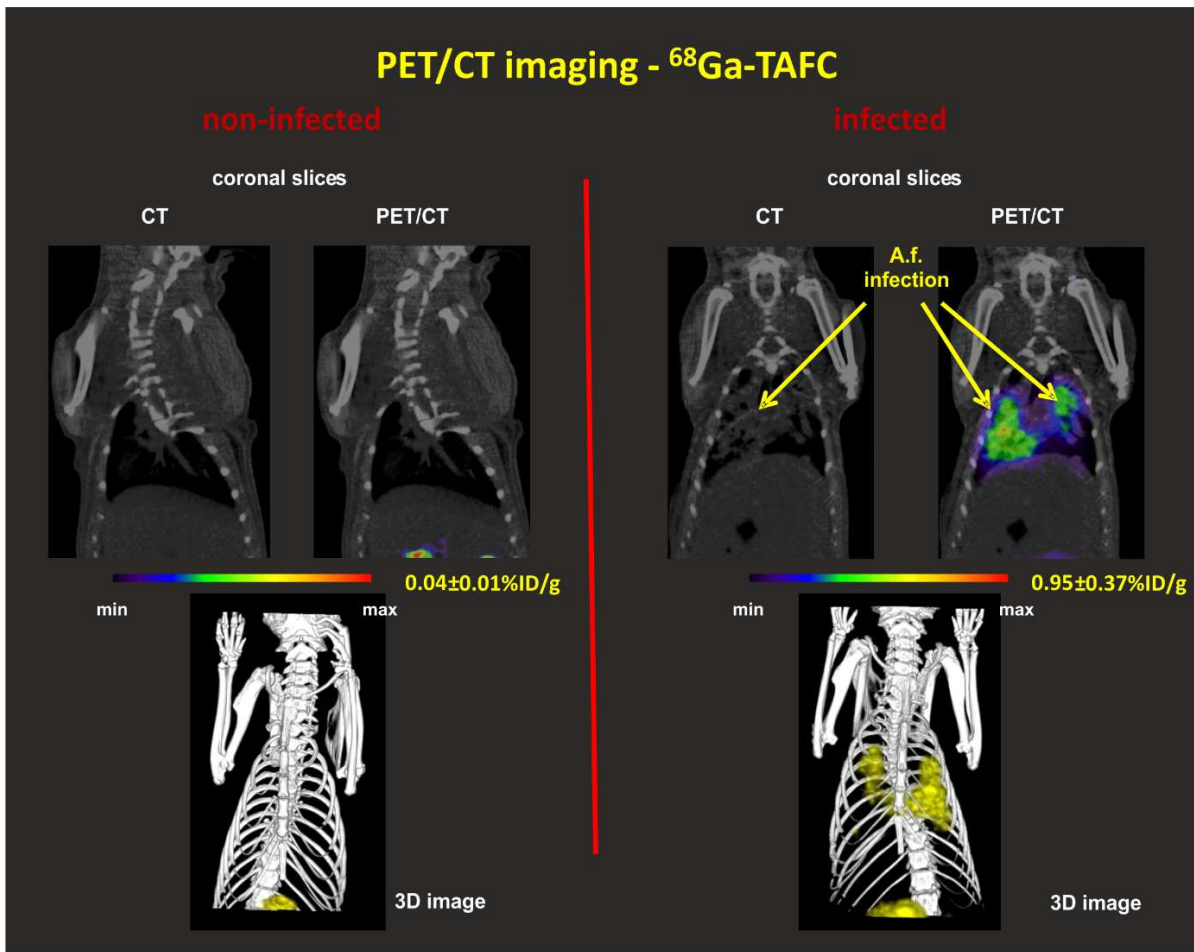 PET/CT imaging - ⁶⁸Ga-TAFC
non-infected
coronal slices
CT
PET/CT
0.04±0.01%ID/g
min
max
3D image
infected
coronal slices
CT
PET/CT
A.f.
infection
0.95±0.37%ID/g
min
max
3D image